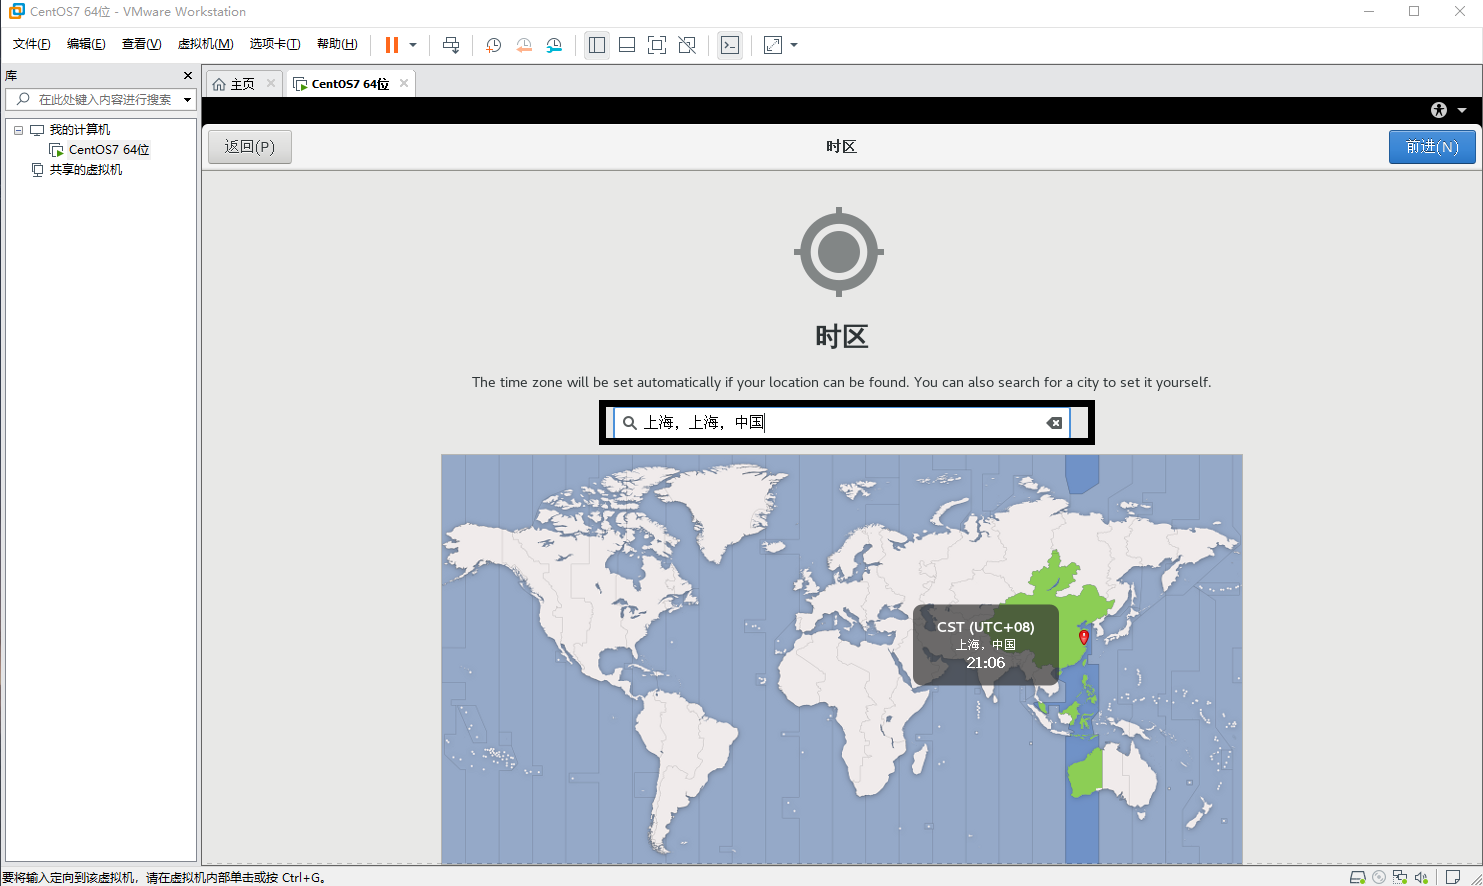 CentOS7 64位 - VMware Workstation
文件(F) 编辑(E) 查看(V) 虚拟机(M) 选项卡(T) 帮助(H)
库
在此处键入内容进行搜索
我的计算机
CentOS7 64位
共享的虚拟机
主页
CentOS7 64位
返回(P)
时区
前进(N)
时区
The time zone will be set automatically if your location can be found. You can also search for a city to set it yourself.
上海，上海，中国
CST (UTC+08)
上海，中国
21:06
要将输入定向到该虚拟机，请在虚拟机内部单击或按 Ctrl+G。